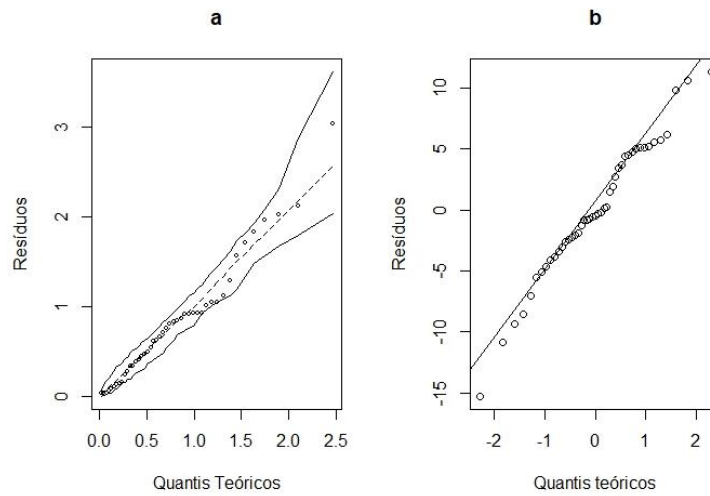 a
b
3
2
1
0
Resíduos
0.0 0.5 1.0 1.5 2.0 2.5
Quantis Teóricos
10
5
0
-5
-10
-15
Resíduos
-2 -1 0 1 2
Quantis teóricos